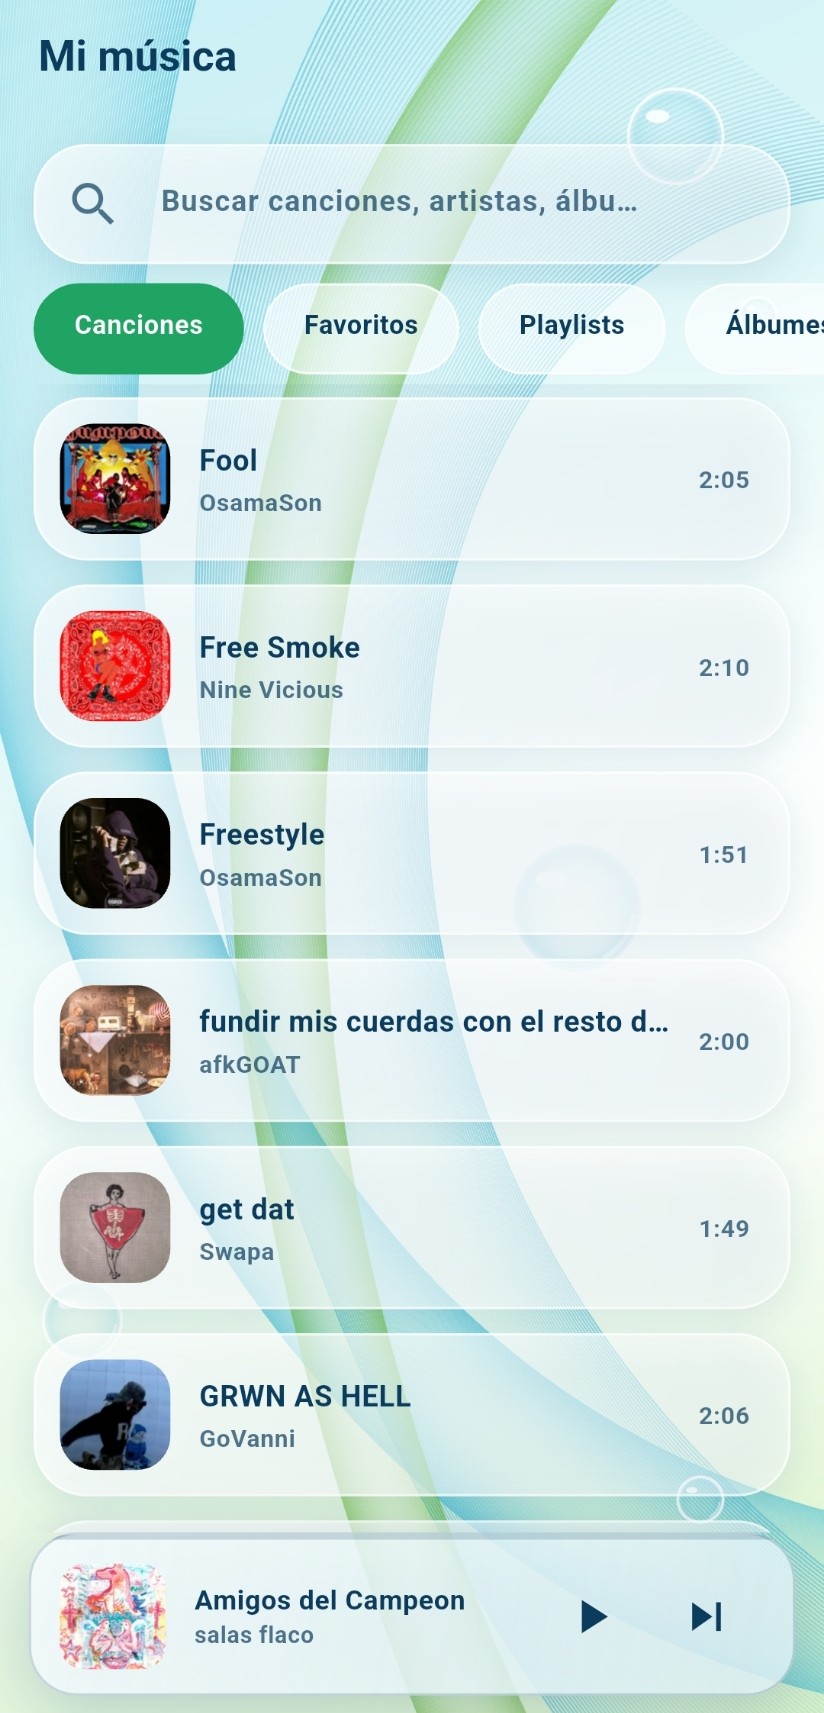 Mi música
Buscar canciones, artistas, álbu...
Canciones
Favoritos
Playlists
Álbumes
Fool
OsamaSon
2:05
Free Smoke
Nine Vicious
2:10
Freestyle
OsamaSon
1:51
fundir mis cuerdas con el resto d...
afkGOAT
2:00
get dat
Swapa
1:49
GRWN AS HELL
GoVanni
2:06
Amigos del Campeon
salas flaco